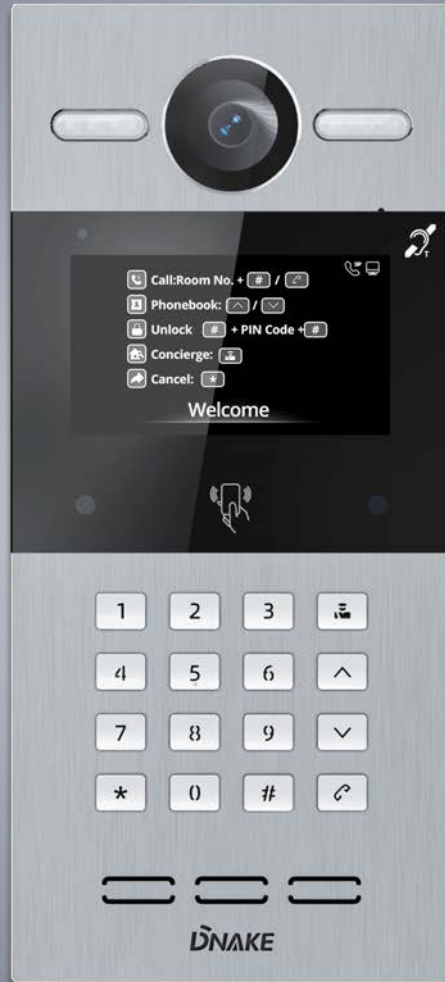 T
SIP
Call:Room No. + # /
Phonebook: /
Unlock # + PIN Code + #
Concierge:
Cancel: *
Welcome
1 2 3
4 5 6
7 8 9
* 0 #
DNAKE